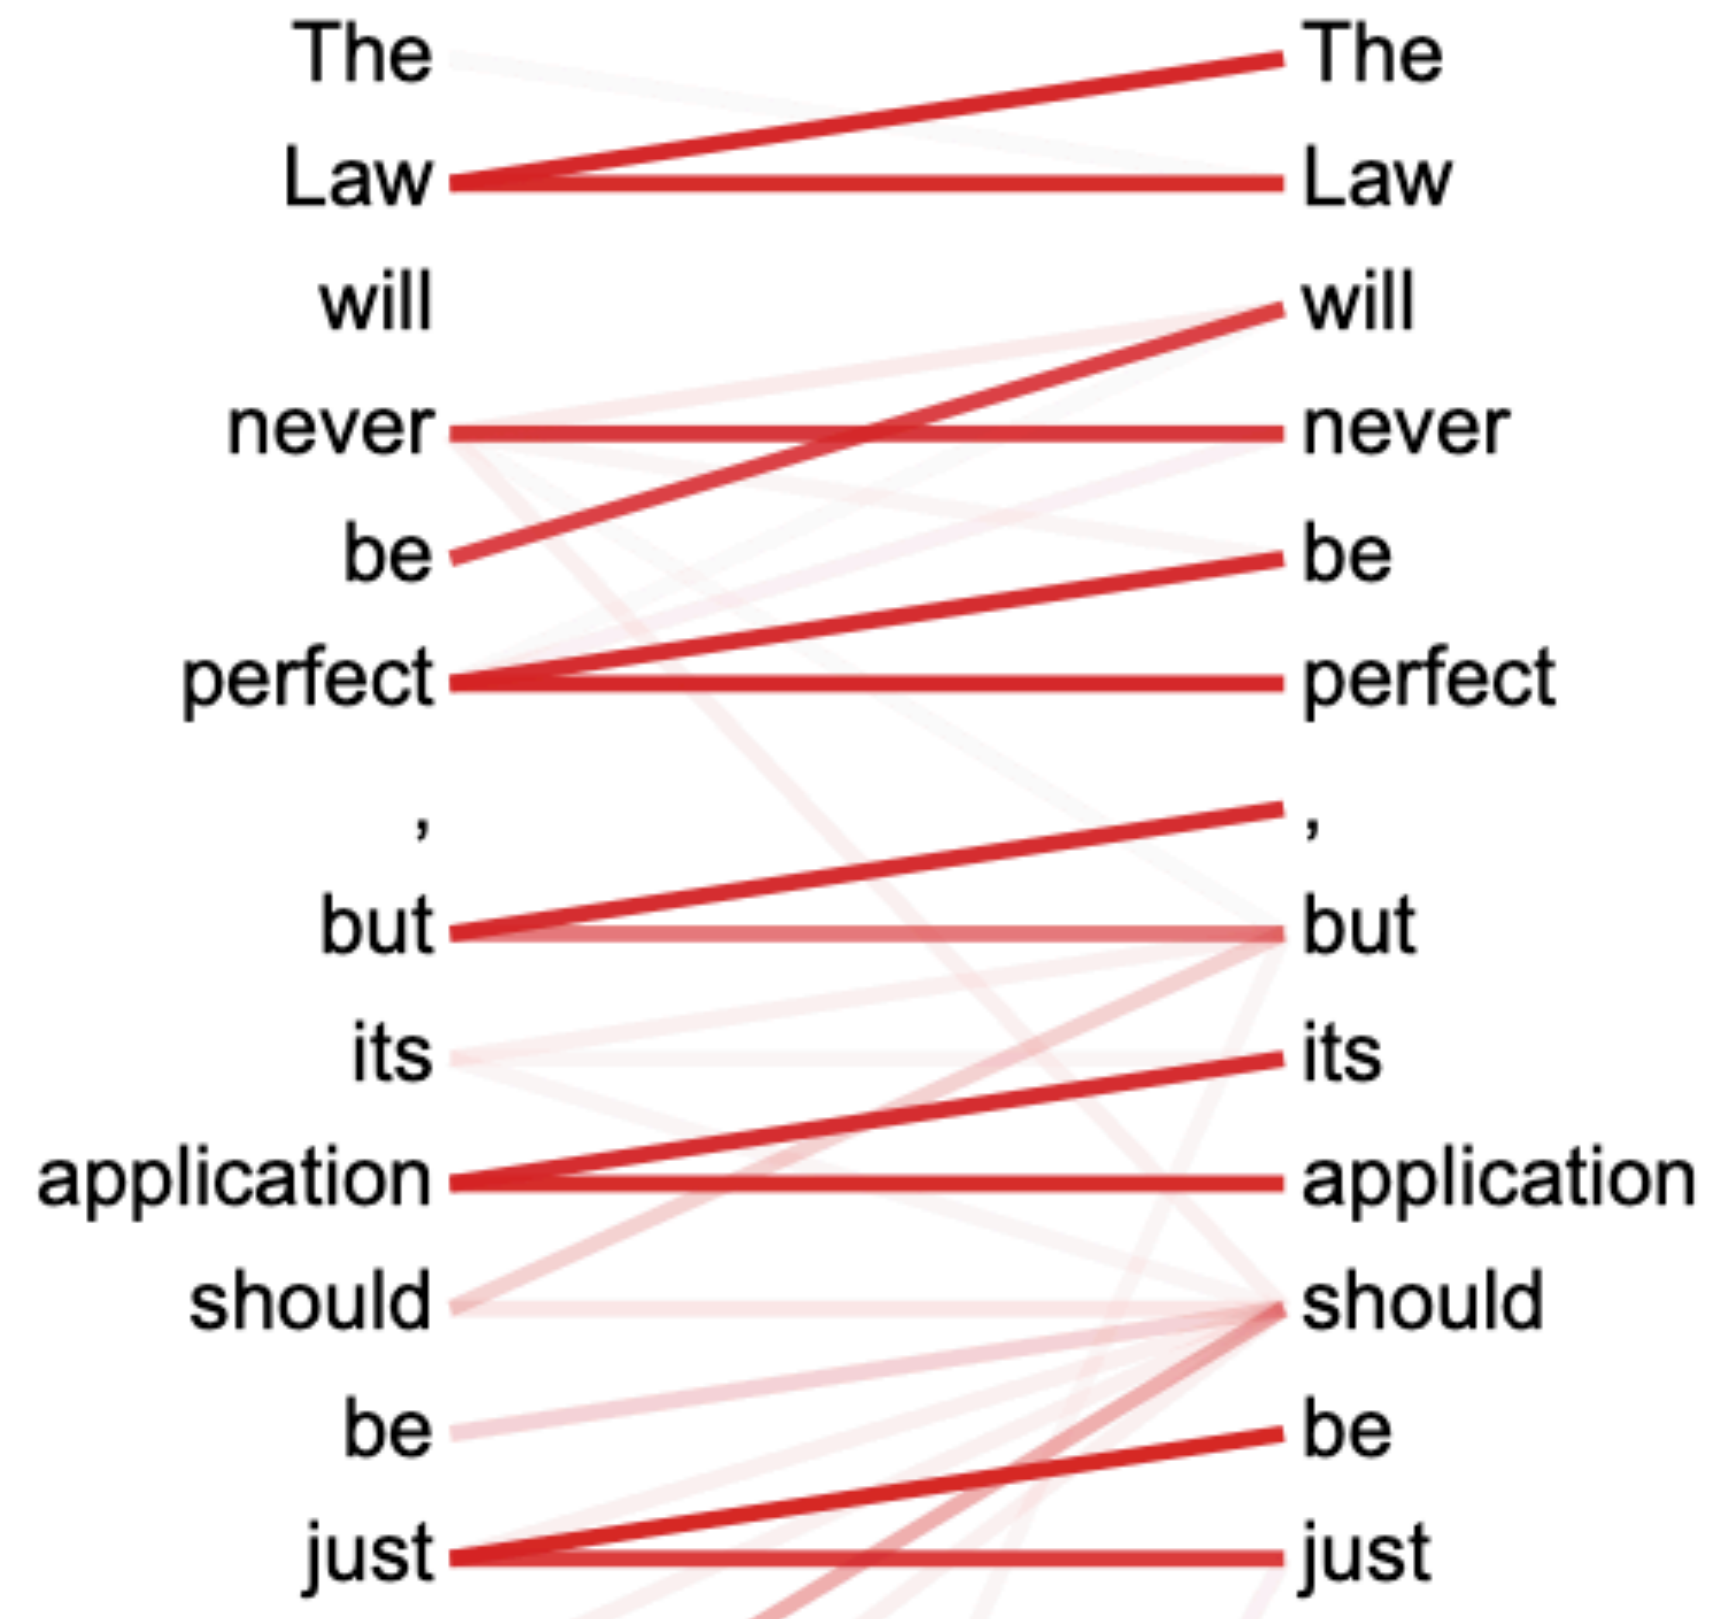 The The
Law Law
will will
never never
be be
perfect perfect
, ,
but but
its its
application application
should should
be be
just just